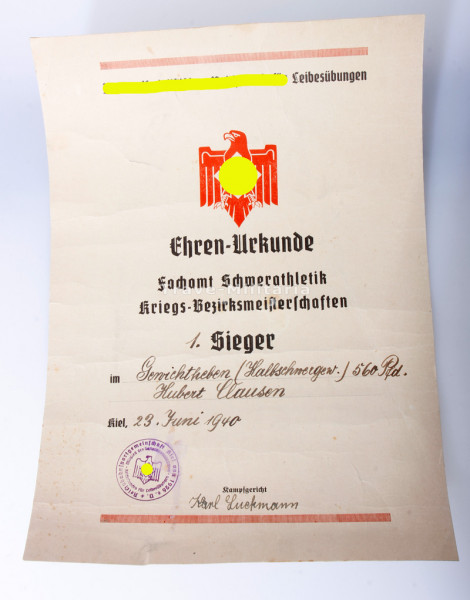 Leibesübungen
Ehren-Urkunde
Fachamt Schwerathletik
Kriegs-Bezirksmeisterschaften
1. Sieger
im Gewichtheben (Halbschwergew.) 560 Pfd.
Hubert Clausen
Kiel, 23. Juni 1940
Kampfgericht
Karl Luckmann